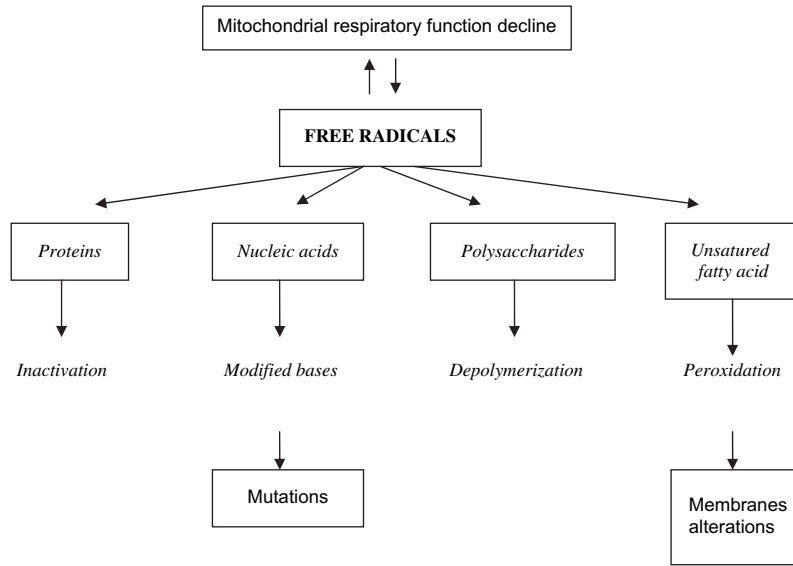 Mitochondrial respiratory function decline
FREE RADICALS
Proteins
Nucleic acids
Polysaccharides
Unsatured
fatty acid
Inactivation
Modified bases
Depolymerization
Peroxidation
Mutations
Membranes
alterations